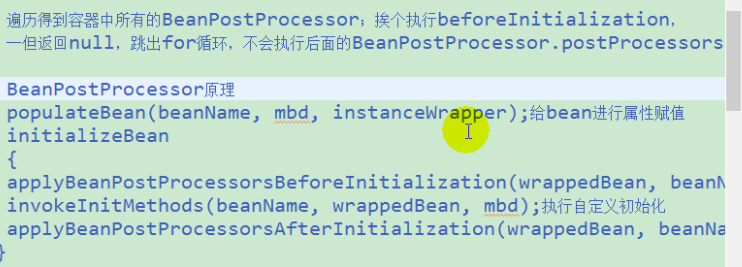 遍历得到容器中所有的BeanPostProcessor；挨个执行beforeInitialization，
一但返回null，跳出for循环，不会执行后面的BeanPostProcessor.postProcessors
BeanPostProcessor原理
populateBean(beanName, mbd, instanceWrapper);给bean进行属性赋值
initializeBean
{
applyBeanPostProcessorsBeforeInitialization(wrappedBean, beanN
invokeInitMethods(beanName, wrappedBean, mbd);执行自定义初始化
applyBeanPostProcessorsAfterInitialization(wrappedBean, beanNa
}